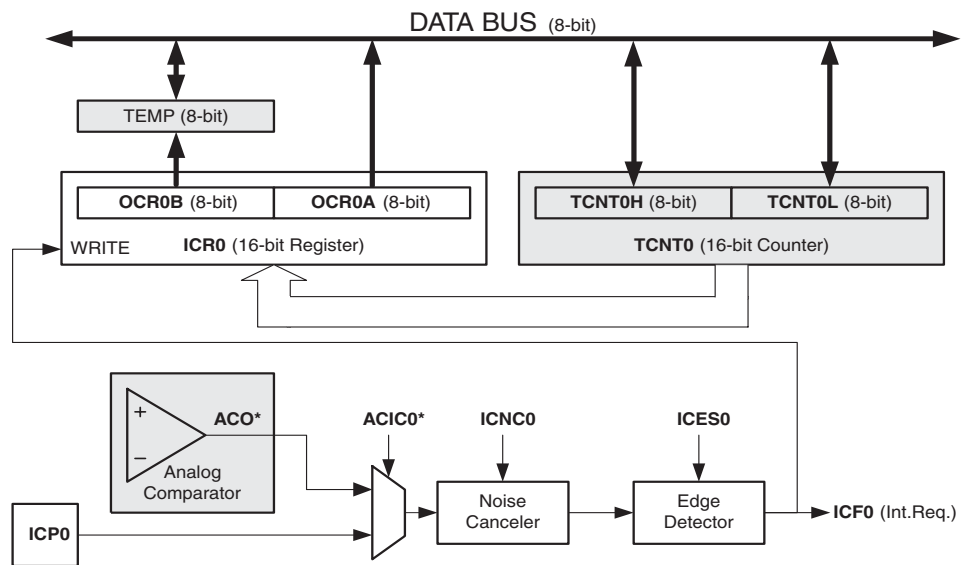 DATA BUS (8-bit)
TEMP (8-bit)
OCR0B (8-bit)
OCR0A (8-bit)
TCNT0H (8-bit)
TCNT0L (8-bit)
WRITE
ICR0 (16-bit Register)
TCNT0 (16-bit Counter)
+
ACO*
ACIC0*
ICNC0
ICES0
−
Analog
Comparator
Noise
Canceler
Edge
Detector
ICF0 (Int.Req.)
ICP0